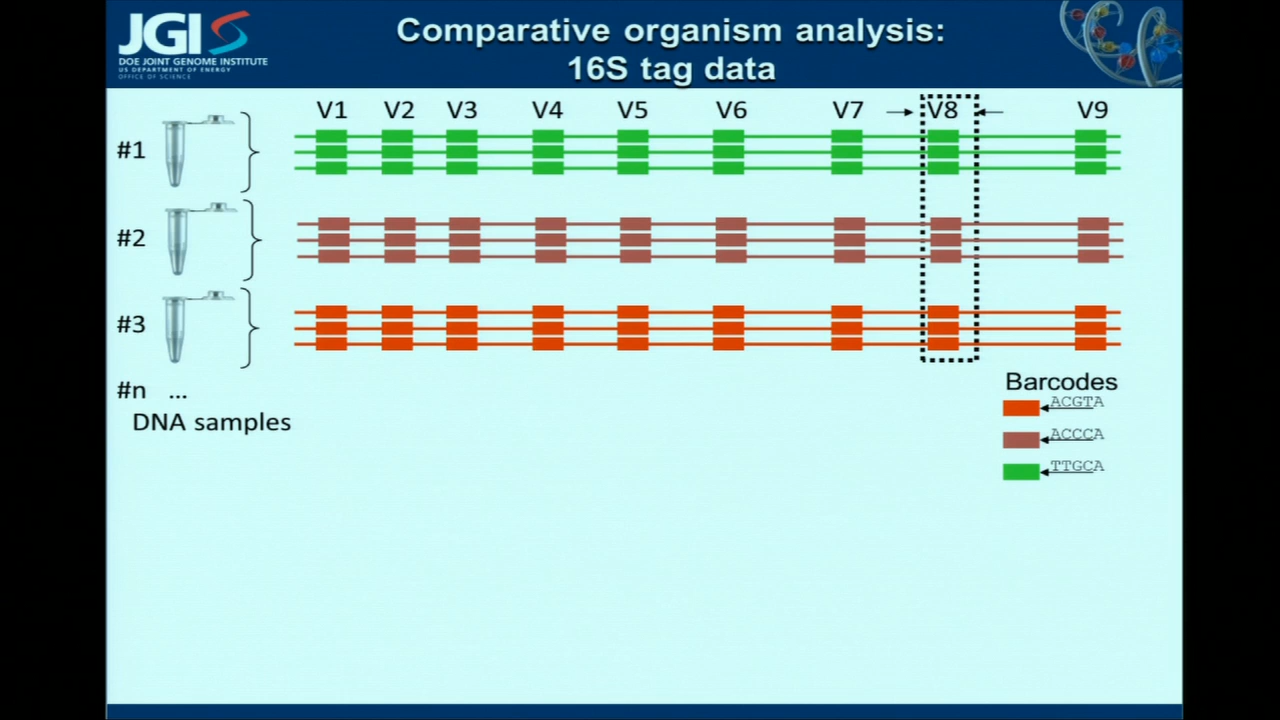 JGI
DOE JOINT GENOME INSTITUTE
US DEPARTMENT OF ENERGY
OFFICE OF SCIENCE
Comparative organism analysis:
16S tag data
V1 V2 V3 V4 V5 V6 V7 V8 V9
#1
#2
#3
#n ...
DNA samples
Barcodes
ACGTA
ACCCA
TTGCA